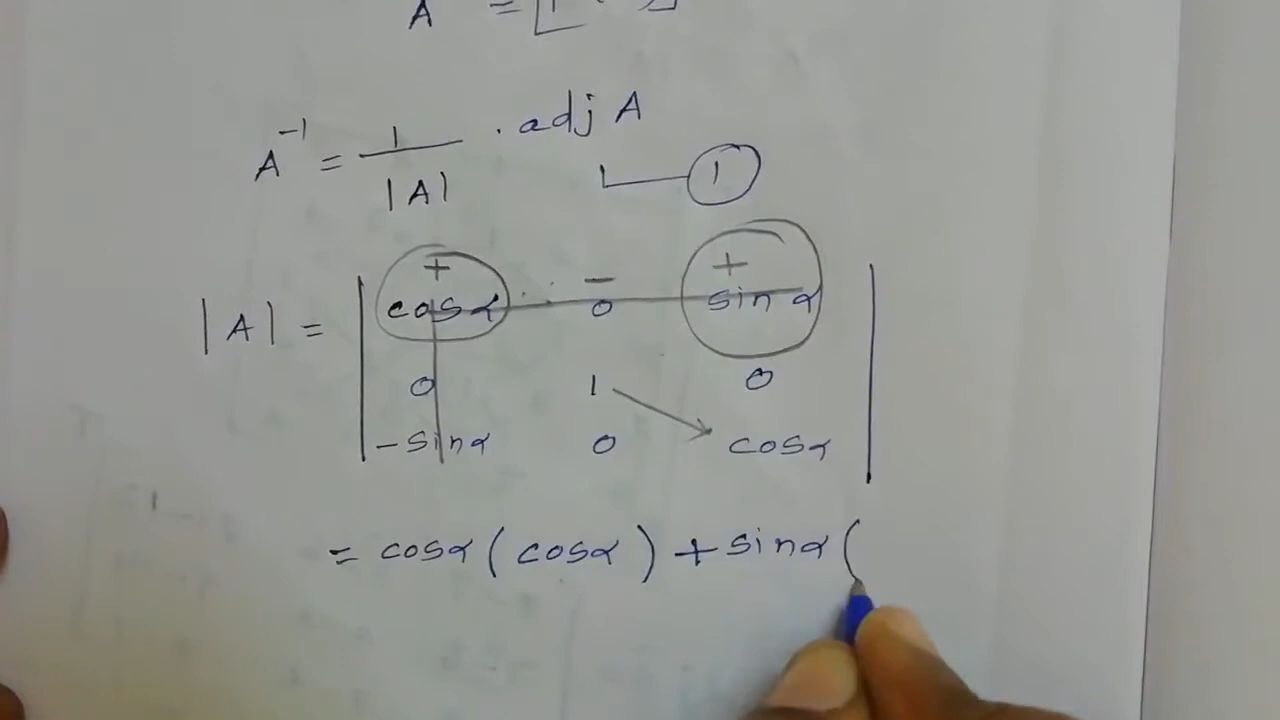 A =
A⁻¹ = 1/|A| . adj A
1
|A| = | cosα 0 sinα |
+ - +
0 1 0
-sinα 0 cosα
= cosα ( cosα ) + sinα (